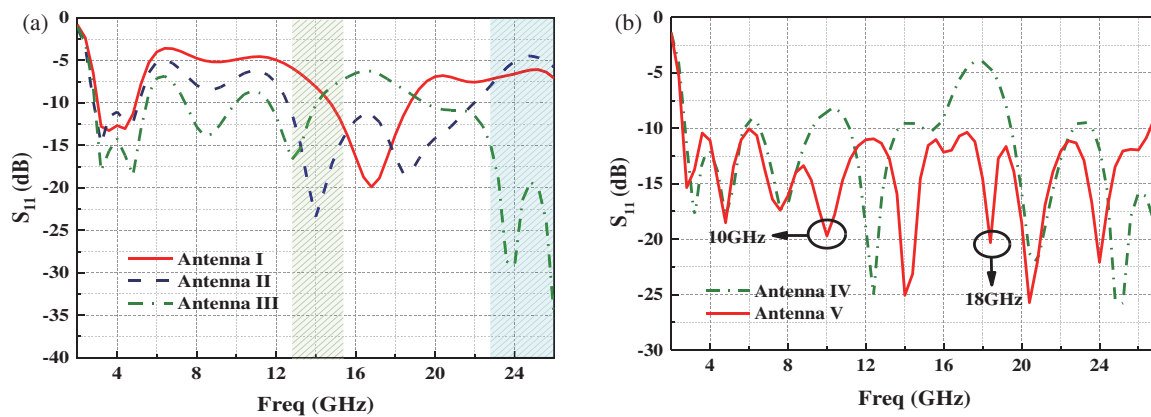 (a)
0
-5
-10
-15
-20
-25
-30
-35
-40
S11 (dB)
Antenna I
Antenna II
Antenna III
4 8 12 16 20 24
Freq (GHz)
(b)
0
-5
-10
-15
-20
-25
-30
S11 (dB)
10GHz
18GHz
Antenna IV
Antenna V
4 8 12 16 20 24
Freq (GHz)